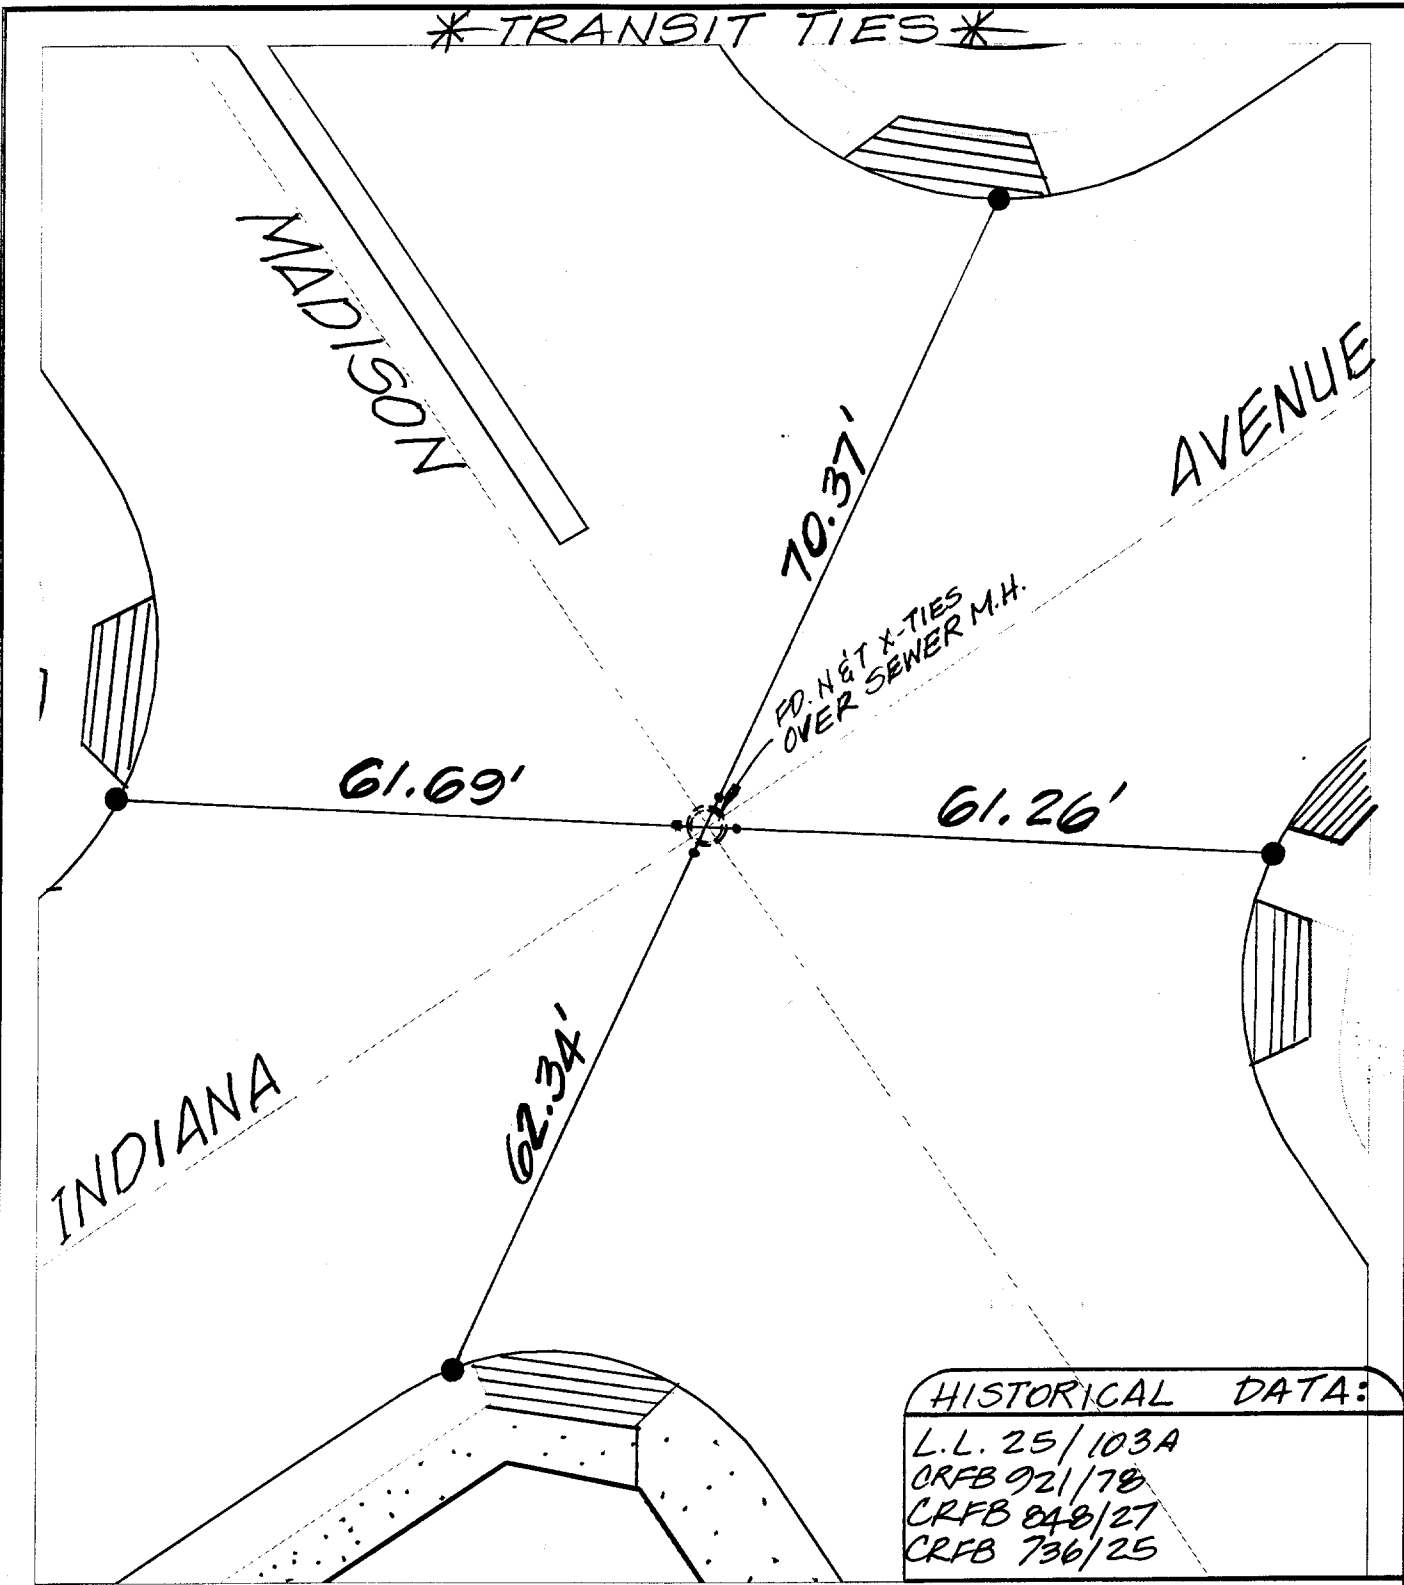 *TRANSIT TIES*
MADISON
AVENUE
70.37'
FD. N&T X-TIES
OVER SEWER M.H.
61.69'
61.26'
62.34'
INDIANA
HISTORICAL DATA:
L.L. 25/103A
CRFB 921/78
CRFB 848/27
CRFB 736/25